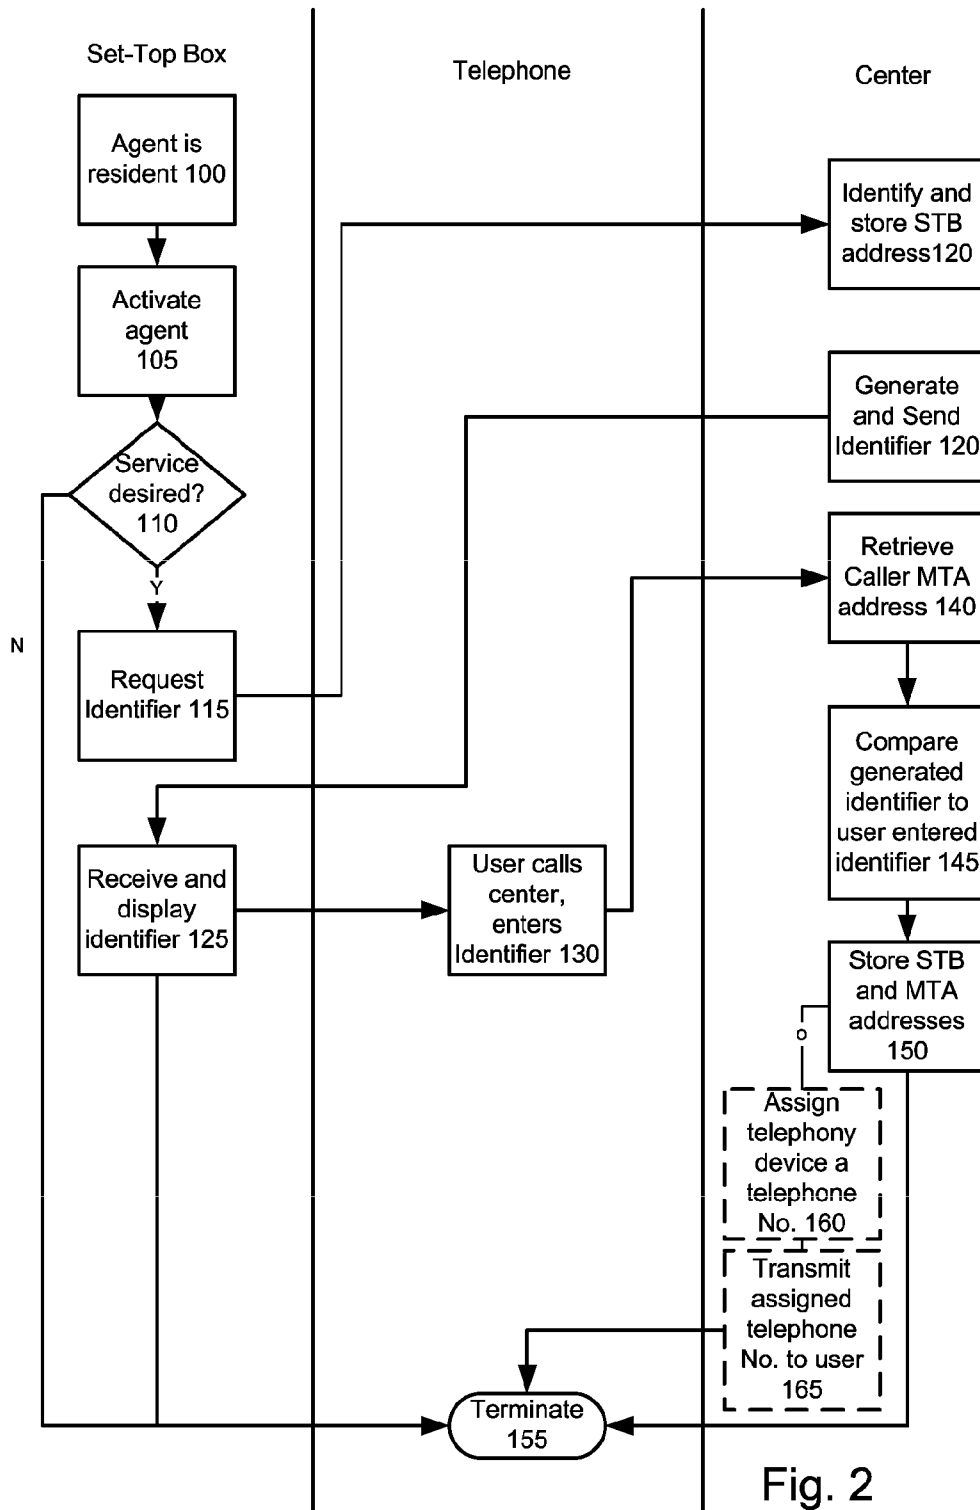 Set-Top Box
Telephone
Center
Agent is
resident 100
Identify and
store STB
address120
Activate
agent
105
Generate
and Send
Identifier 120
Service
desired?
110
Y
N
Retrieve
Caller MTA
address 140
Request
Identifier 115
Compare
generated
identifier to
user entered
identifier 145
Receive and
display
identifier 125
User calls
center,
enters
Identifier 130
Store STB
and MTA
addresses
150
O
Assign
telephony
device a
telephone
No. 160
Transmit
assigned
telephone
No. to user
165
Terminate
155
Fig. 2